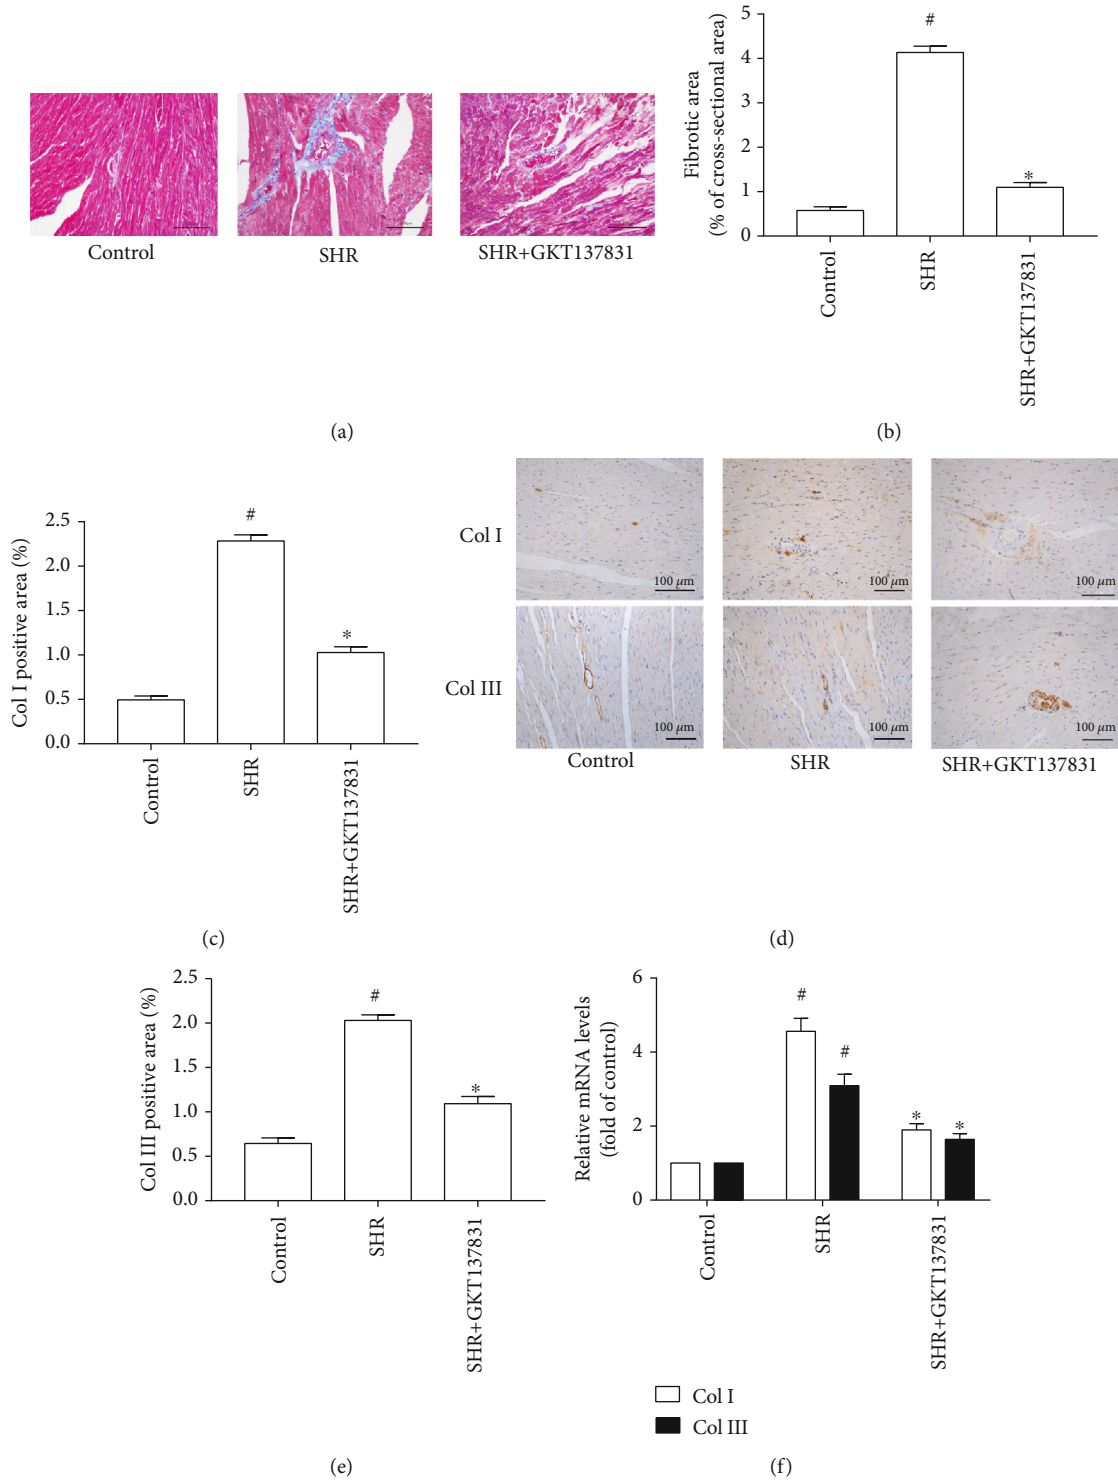 Control
SHR
SHR+GKT137831
(a)
Fibrotic area
(% of cross-sectional area)
5
4
3
2
1
0
#
*
Control
SHR
SHR+GKT137831
(b)
Col I positive area (%)
2.5
2.0
1.5
1.0
0.5
0.0
#
*
Control
SHR
SHR+GKT137831
(c)
Col I
100 μm
100 μm
100 μm
Col III
100 μm
100 μm
100 μm
Control
SHR
SHR+GKT137831
(d)
Col III positive area (%)
2.5
2.0
1.5
1.0
0.5
0.0
#
*
Control
SHR
SHR+GKT137831
(e)
Relative mRNA levels
(fold of control)
6
4
2
0
#
#
*
*
Control
SHR
SHR+GKT137831
Col I
Col III
(f)